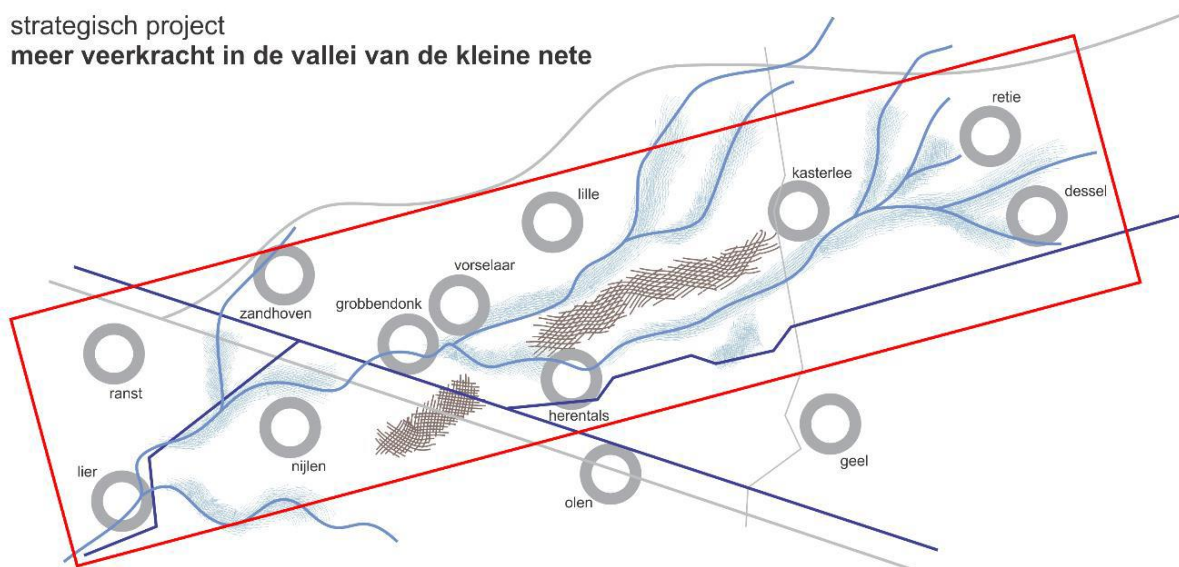 strategisch project
meer veerkracht in de vallei van de kleine nete
retie
kasterlee
dessel
lille
vorselaar
zandhoven
grobbendonk
ranst
herentals
nijlen
geel
lier
olen